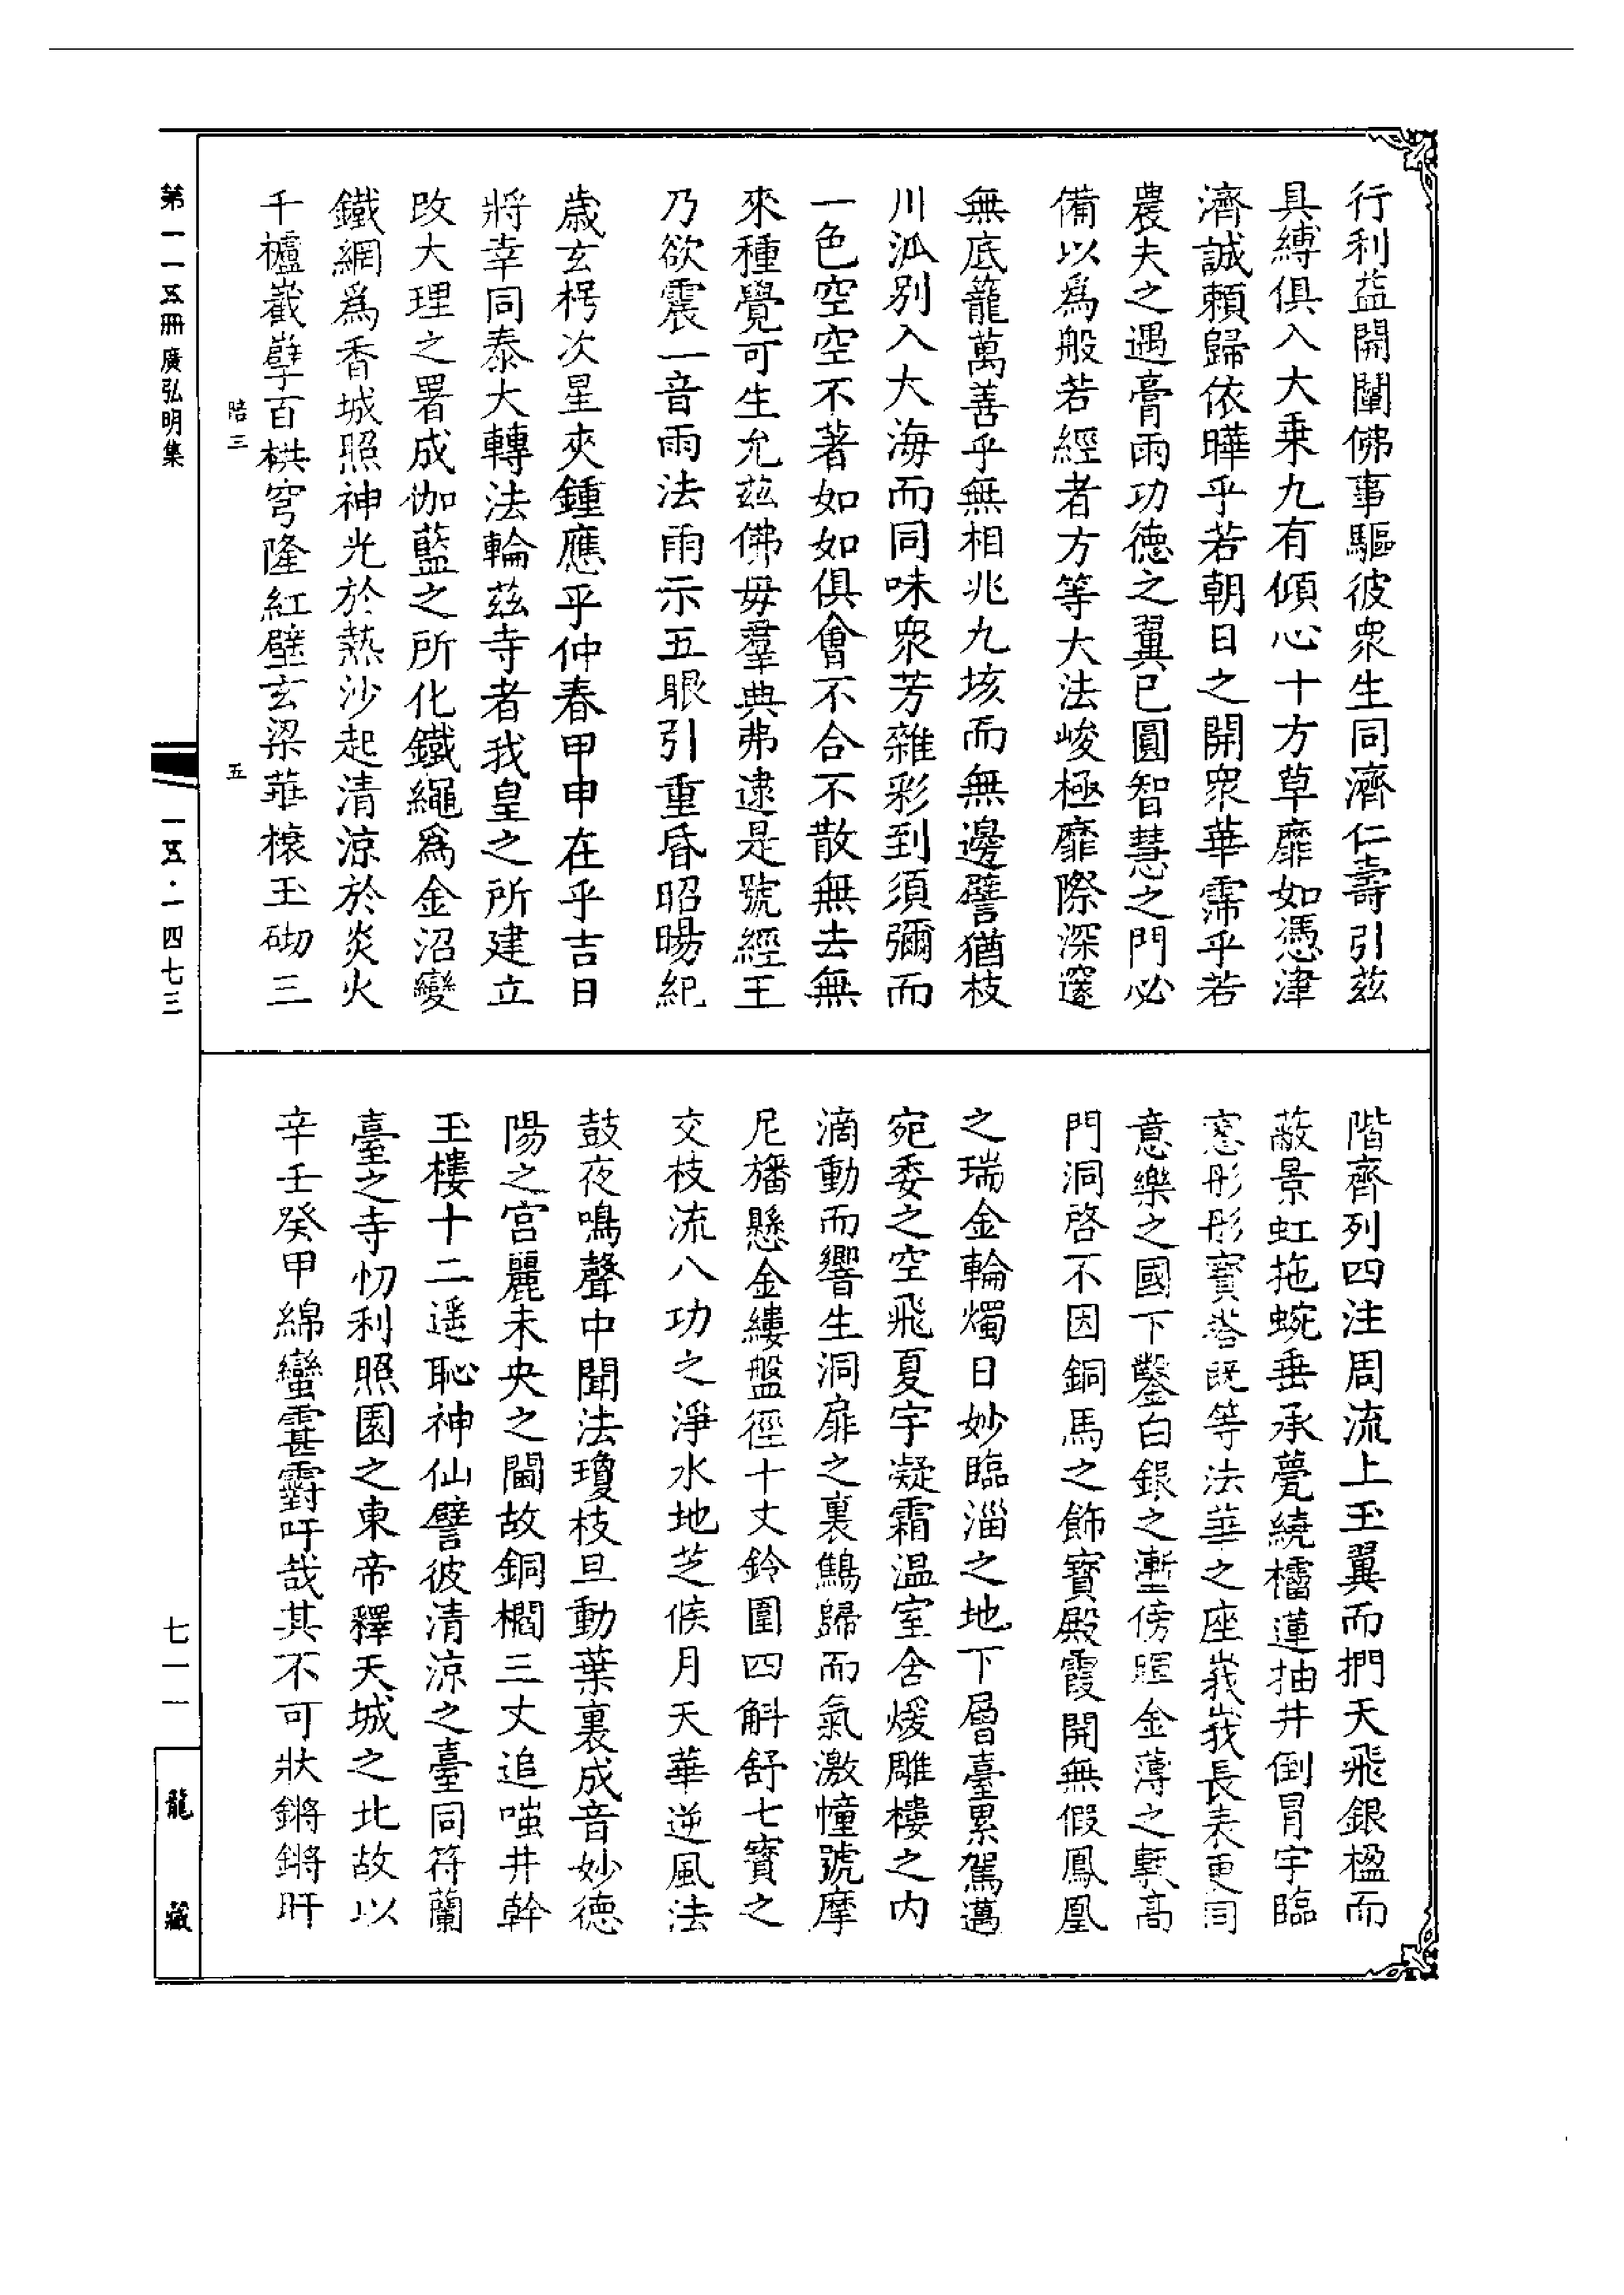 行利益開闡佛事驅彼衆生同濟仁壽引茲
具縛俱入大乗九有傾心十方草靡如憑津
濟誠賴歸依曄乎若朝日之開衆華霈乎若
農夫之遇膏雨功德之翼已圓智慧之門必
備以爲般若經者方等大法峻極靡際深邃
無底籠萬善乎無相兆九垓而無邊譬猶枝
川派別入大海而同味衆芳雜彩到須彌而
一色空空不著如如俱會不合不散無去無
來種覺可生允茲佛毋羣典弗逮是號經王
乃欲震一音雨法雨示五眼引重昏昭暘紀
歲玄枵次星夾鍾應乎仲春甲申在乎吉日
將幸同泰大轉法輪茲寺者我皇之所建立
改大理之署成伽藍之所化鐵繩爲金沼變
鐵網爲香城照神光於熱沙起清涼於炎火
千櫨嶻孽百栱穹隆紅壁玄梁華榱玉砌三
陪三
五
階齊列四注周流上玉翼而捫天飛銀楹而
蔽景虹拖蜿垂承甍繞檽蓮抽井倒冒宇臨
窓彤彤寶塔既等法華之座峩峩長表更同
意樂之國下鑿白銀之壍傍𨻶金薄之塹高
門洞啓不因銅馬之飾寶殿霞開無假鳳凰
之瑞金輪燭日妙臨淄之地下層臺累駕邁
宛委之空飛夏宇凝霜温室含煖雕樓之内
滴動而響生洞扉之裏鷦歸而氣激幢號摩
尼旛懸金縷盤徑十丈鈴圍四斛舒七寳之
交枝流八功之淨水地芝候月天華逆風法
鼓夜鳴聲中聞法瓊枝旦動葉裏成音妙德
陽之宮麗未央之闥故銅櫩三丈追嗤井幹
玉樓十二遥恥神仙譬彼清涼之臺同符蘭
臺之寺忉利照園之東帝釋天城之北故以
辛壬癸甲綿蠻霮䨴吁哉其不可狀鏘鏘旰
第一一五冊 廣弘明集
一五五·一四七三
七一一
龍藏